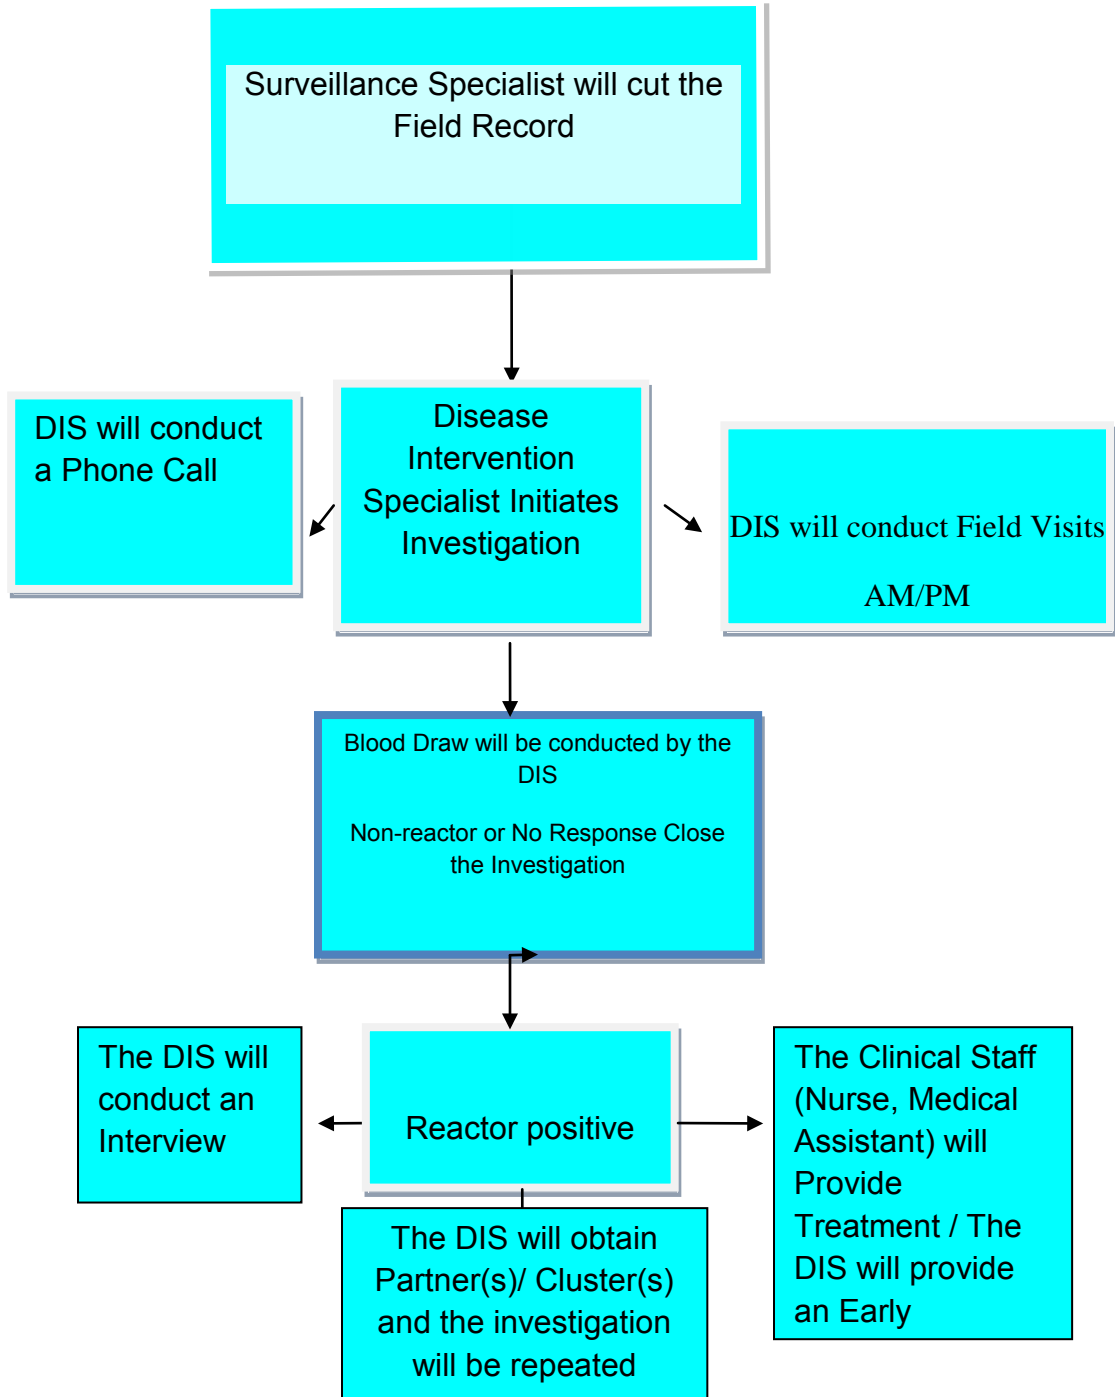 Surveillance Specialist will cut the
Field Record
DIS will conduct
a Phone Call
Disease
Intervention
Specialist Initiates
Investigation
DIS will conduct Field Visits
AM/PM
Blood Draw will be conducted by the
DIS
Non-reactor or No Response Close
the Investigation
The DIS will
conduct an
Interview
Reactor positive
The Clinical Staff
(Nurse, Medical
Assistant) will
Provide
Treatment / The
DIS will provide
an Early
The DIS will obtain
Partner(s)/ Cluster(s)
and the investigation
will be repeated